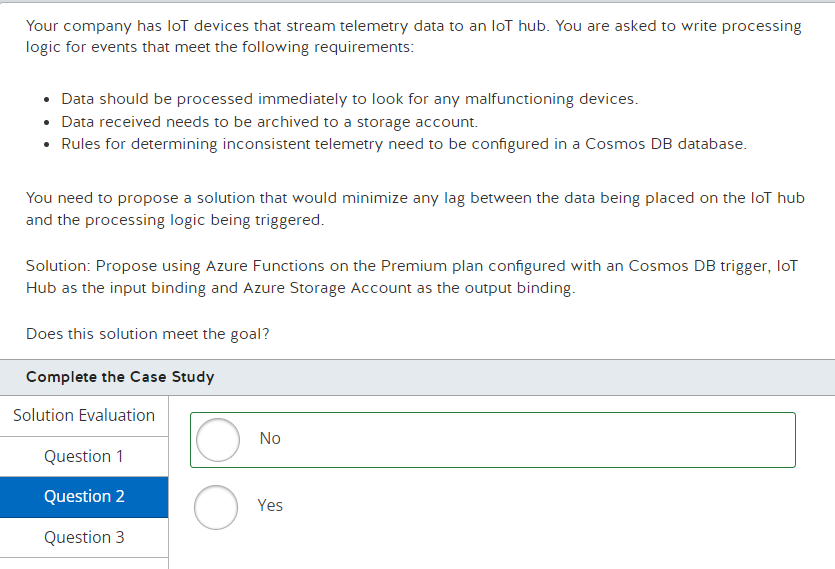 Your company has IoT devices that stream telemetry data to an IoT hub. You are asked to write processing
logic for events that meet the following requirements:
• Data should be processed immediately to look for any malfunctioning devices.
• Data received needs to be archived to a storage account.
• Rules for determining inconsistent telemetry need to be configured in a Cosmos DB database.
You need to propose a solution that would minimize any lag between the data being placed on the IoT hub
and the processing logic being triggered.
Solution: Propose using Azure Functions on the Premium plan configured with an Cosmos DB trigger, IoT
Hub as the input binding and Azure Storage Account as the output binding.
Does this solution meet the goal?
Complete the Case Study
Solution Evaluation
Question 1
Question 2
Question 3
No
Yes